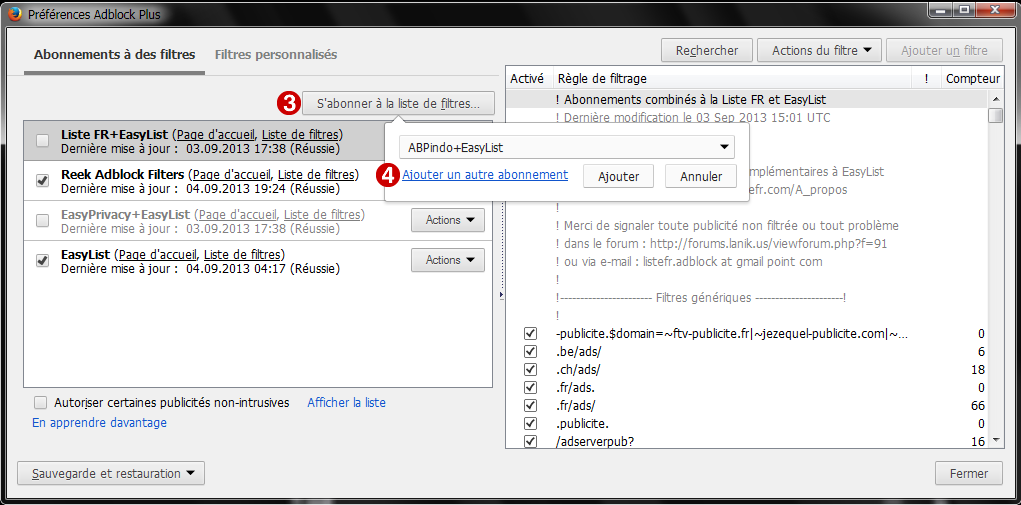 Préférences Adblock Plus
Abonnements à des filtres
Filtres personnalisés
3
S'abonner à la liste de filtres...
Liste FR+EasyList (Page d'accueil, Liste de filtres)
Dernière mise à jour : 03.09.2013 17:38 (Réussie)
Reek Adblock Filters (Page d'accueil, Liste de filtres)
Dernière mise à jour : 04.09.2013 19:24 (Réussie)
EasyPrivacy+EasyList (Page d'accueil, Liste de filtres)
Dernière mise à jour : 03.09.2013 17:38 (Réussie)
Actions
EasyList (Page d'accueil, Liste de filtres)
Dernière mise à jour : 04.09.2013 04:17 (Réussie)
Actions
ABPindo+EasyList
4
Ajouter un autre abonnement
Ajouter
Annuler
Autoriser certaines publicités non-intrusives
Afficher la liste
En apprendre davantage
Sauvegarde et restauration
Rechercher
Actions du filtre
Ajouter un filtre
Activé
Règle de filtrage
!
Compteur
! Abonnements combinés à la Liste FR et EasyList
! Dernière modification le 03 Sep 2013 15:01 UTC
mplémentaires à EasyList
tefr.com/A_propos
!
! Merci de signaler toute publicité non filtrée ou tout problème
! dans le forum : http://forums.lanik.us/viewforum.php?f=91
! ou via e-mail : listefr.adblock at gmail point com
!
!----------------------- Filtres génériques ----------------------!
!
-publicite.$domain=~ftv-publicite.fr|~jezequel-publicite.com|~... 0
.be/ads/ 6
.ch/ads/ 18
.fr/ads. 0
.fr/ads/ 66
.publicite. 0
/adserverpub? 16
Fermer